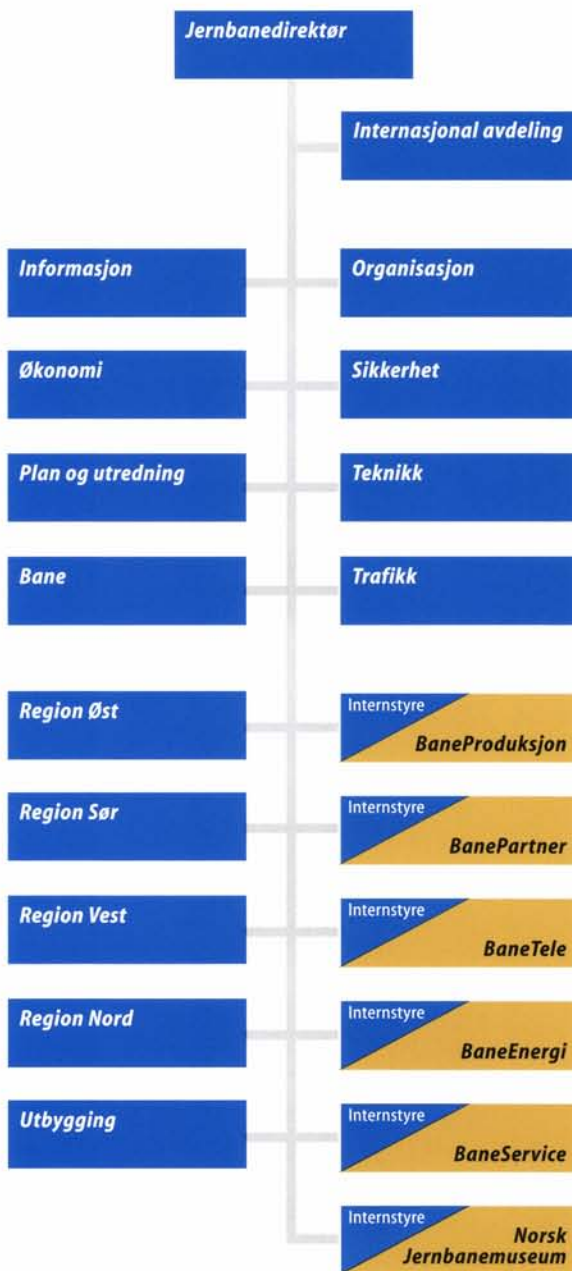 Jernbanedirektør
Internasjonal avdeling
Informasjon
Organisasjon
Økonomi
Sikkerhet
Plan og utredning
Teknikk
Bane
Trafikk
Region Øst
Internstyre
BaneProduksjon
Region Sør
Internstyre
BanePartner
Region Vest
Internstyre
BaneTele
Region Nord
Internstyre
BaneEnergi
Utbygging
Internstyre
BaneService
Internstyre
Norsk
Jernbanemuseum